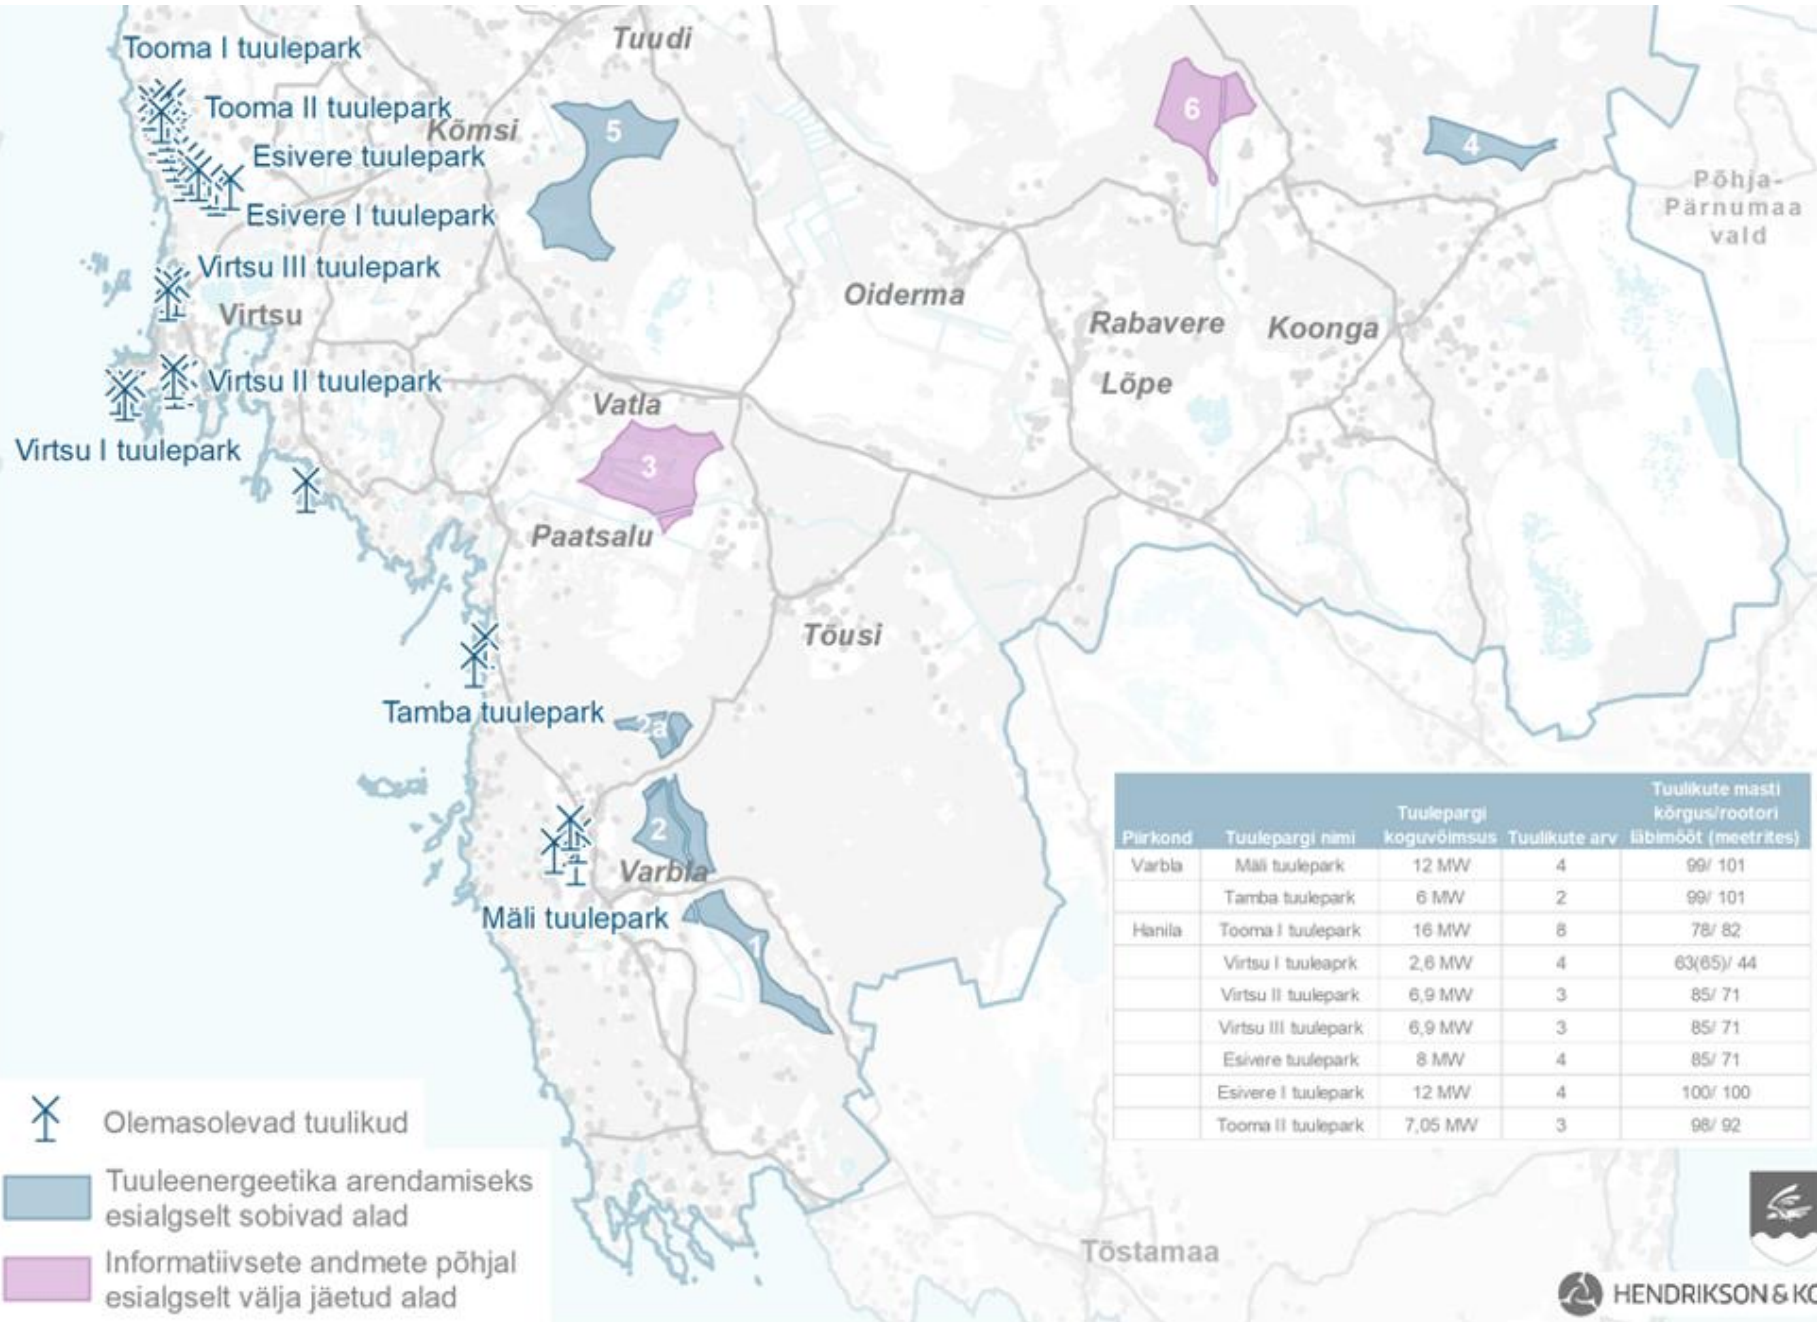 Tooma I tuulepark
Tuudi
Tooma II tuulepark
Kõmsi
5
6
4
Esivere tuulepark
Põhja-
Pärnumaa
vald
Esivere I tuulepark
Virtsu III tuulepark
Oiderma
Virtsu
Rabavere
Koonga
Virtsu II tuulepark
Lõpe
Vatla
Virtsu I tuulepark
3
Paatsalu
Tõusi
Tamba tuulepark
2a
2
Varbla
Mäli tuulepark
1
Piirkond Tuulepargi nimi Tuulepargi koguvõimsus Tuulikute arv Tuulikute masti kõrgus/rootori läbimõõt (meetrites)
Varbla Mäli tuulepark 12 MW 4 99/ 101
Tamba tuulepark 6 MW 2 99/ 101
Hanila Tooma I tuulepark 16 MW 8 78/ 82
Virtsu I tuuleaprk 2,6 MW 4 63(65)/ 44
Virtsu II tuulepark 6,9 MW 3 85/ 71
Virtsu III tuulepark 6,9 MW 3 85/ 71
Esivere tuulepark 8 MW 4 85/ 71
Esivere I tuulepark 12 MW 4 100/ 100
Tooma II tuulepark 7,05 MW 3 98/ 92
Olemasolevad tuulikud
Tuuleenergeetika arendamiseks
esialgselt sobivad alad
Informatiivsete andmete põhjal
esialgselt välja jäetud alad
Tõstamaa
HENDRIKSON & KO